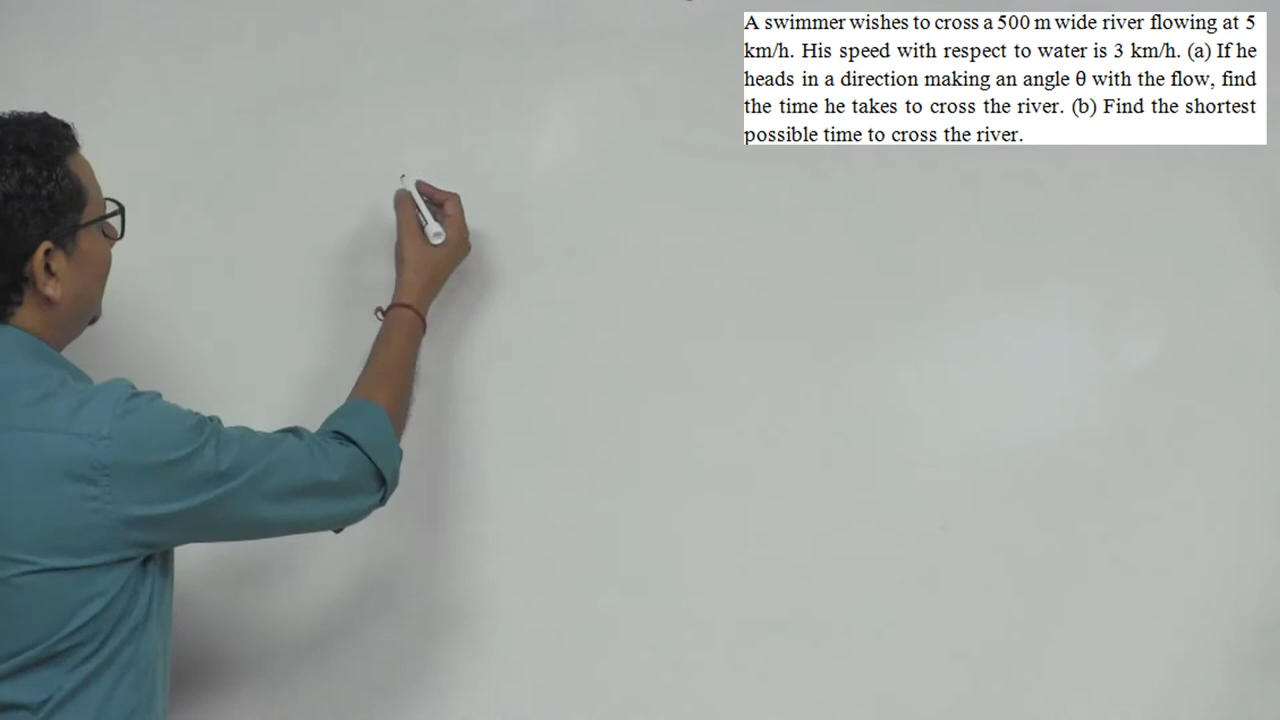 A swimmer wishes to cross a 500 m wide river flowing at 5
km/h. His speed with respect to water is 3 km/h. (a) If he
heads in a direction making an angle θ with the flow, find
the time he takes to cross the river. (b) Find the shortest
possible time to cross the river.